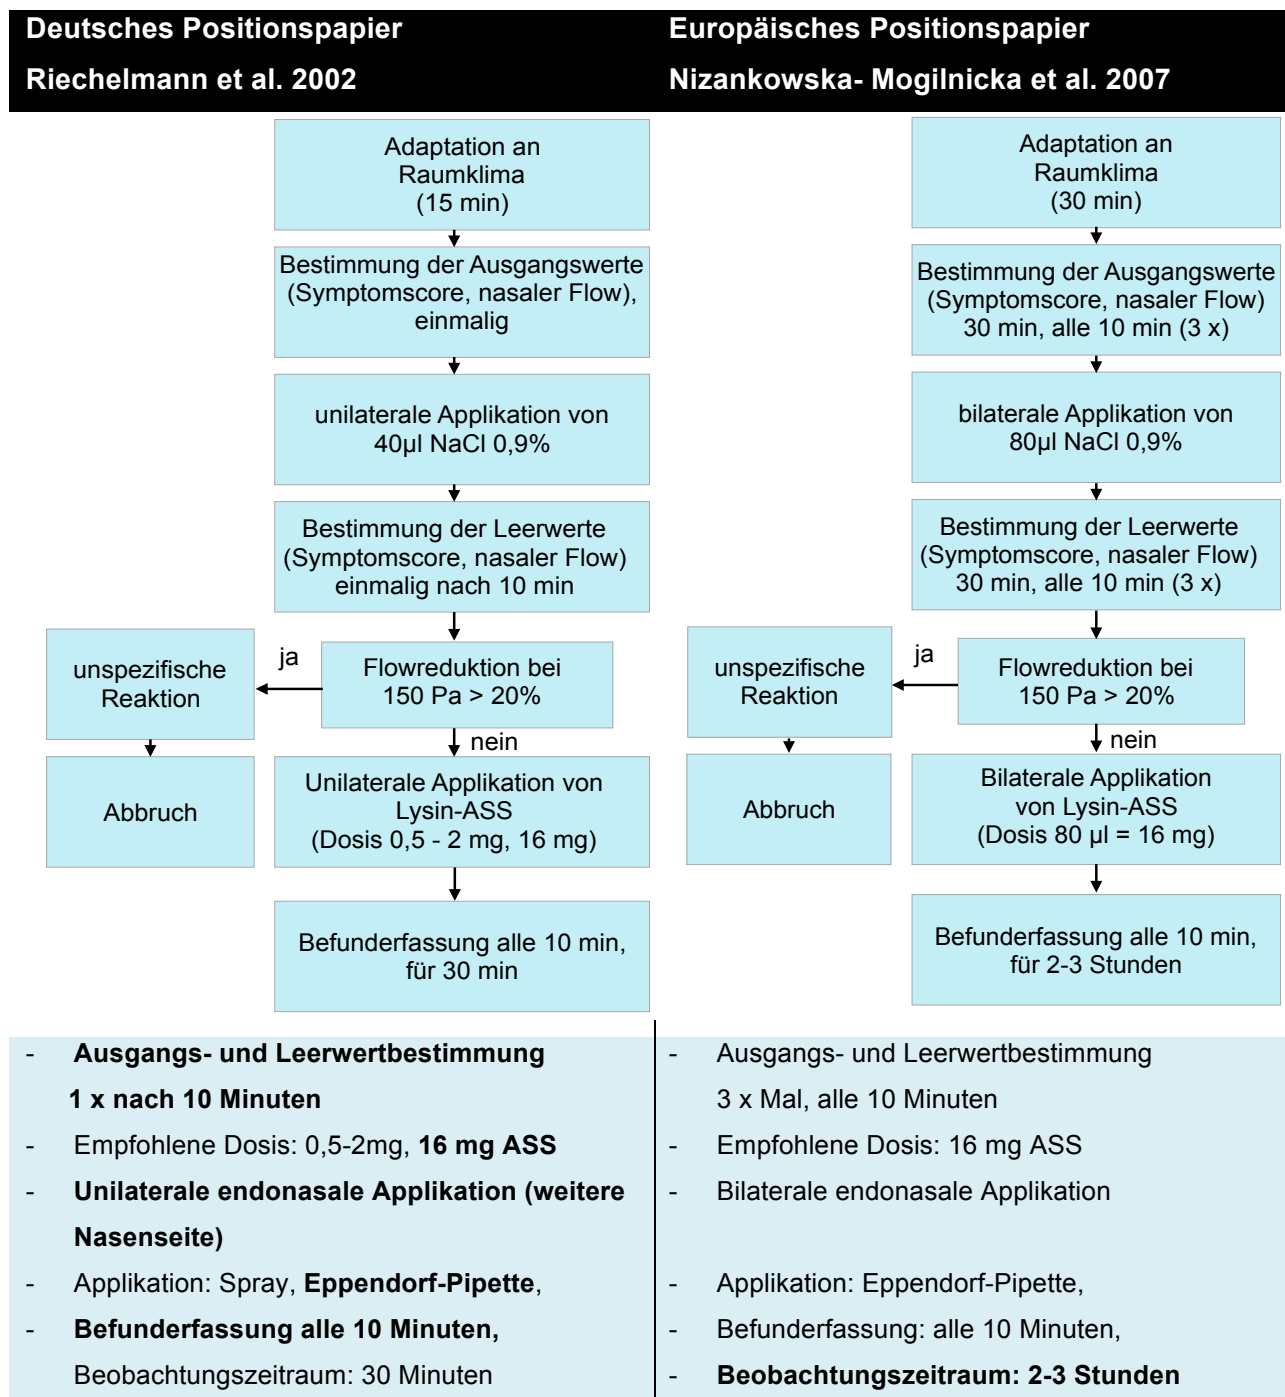 Deutsches Positionspapier
Riechelmann et al. 2002
Europäisches Positionspapier
Nizankowska- Mogilnicka et al. 2007
Adaptation an
Raumklima
(15 min)
Bestimmung der Ausgangswerte
(Symptomscore, nasaler Flow),
einmalig
unilaterale Applikation von
40µl NaCl 0,9%
Bestimmung der Leerwerte
(Symptomscore, nasaler Flow)
einmalig nach 10 min
Flowreduktion bei
150 Pa > 20%
ja
unspezifische
Reaktion
Abbruch
nein
Unilaterale Applikation von
Lysin-ASS
(Dosis 0,5 - 2 mg, 16 mg)
Befunderfassung alle 10 min,
für 30 min
Adaptation an
Raumklima
(30 min)
Bestimmung der Ausgangswerte
(Symptomscore, nasaler Flow)
30 min, alle 10 min (3 x)
bilaterale Applikation von
80µl NaCl 0,9%
Bestimmung der Leerwerte
(Symptomscore, nasaler Flow)
30 min, alle 10 min (3 x)
Flowreduktion bei
150 Pa > 20%
ja
unspezifische
Reaktion
Abbruch
nein
Bilaterale Applikation
von Lysin-ASS
(Dosis 80 µl = 16 mg)
Befunderfassung alle 10 min,
für 2-3 Stunden
- Ausgangs- und Leerwertbestimmung
1 x nach 10 Minuten
- Empfohlene Dosis: 0,5-2mg, 16 mg ASS
- Unilaterale endonasale Applikation (weitere
Nasenseite)
- Applikation: Spray, Eppendorf-Pipette,
- Befunderfassung alle 10 Minuten,
Beobachtungszeitraum: 30 Minuten
- Ausgangs- und Leerwertbestimmung
3 x Mal, alle 10 Minuten
- Empfohlene Dosis: 16 mg ASS
- Bilaterale endonasale Applikation
- Applikation: Eppendorf-Pipette,
- Befunderfassung: alle 10 Minuten,
- Beobachtungszeitraum: 2-3 Stunden